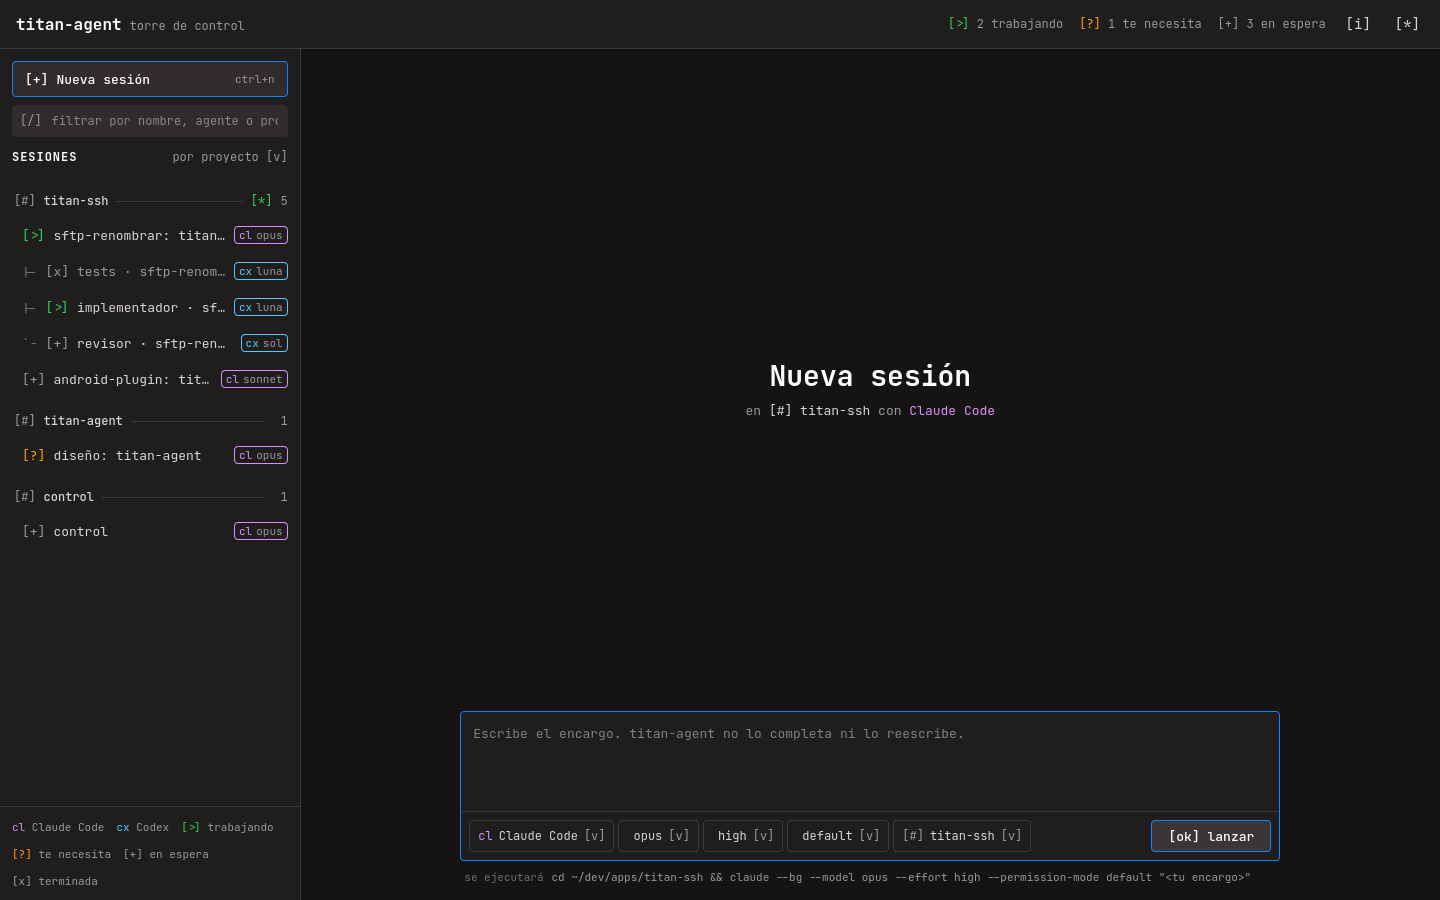 titan-agent torre de control
[>] 2 trabajando [?] 1 te necesita [+] 3 en espera [i] [*]
[+] Nueva sesión ctrl+n
[/] filtrar por nombre, agente o pro
SESIONES por proyecto [v]
[#] titan-ssh [*] 5
[>] sftp-renombrar: titan… cl opus
├─ [x] tests · sftp-renom… cx luna
├─ [>] implementador · sf… cx luna
`- [+] revisor · sftp-ren… cx sol
[+] android-plugin: tit… cl sonnet
[#] titan-agent 1
[?] diseño: titan-agent cl opus
[#] control 1
[+] control cl opus
cl Claude Code cx Codex [>] trabajando
[?] te necesita [+] en espera
[x] terminada
Nueva sesión
en [#] titan-ssh con Claude Code
Escribe el encargo. titan-agent no lo completa ni lo reescribe.
cl Claude Code [v] opus [v] high [v] default [v] [#] titan-ssh [v] [ok] lanzar
se ejecutará cd ~/dev/apps/titan-ssh && claude --bg --model opus --effort high --permission-mode default "<tu encargo>"